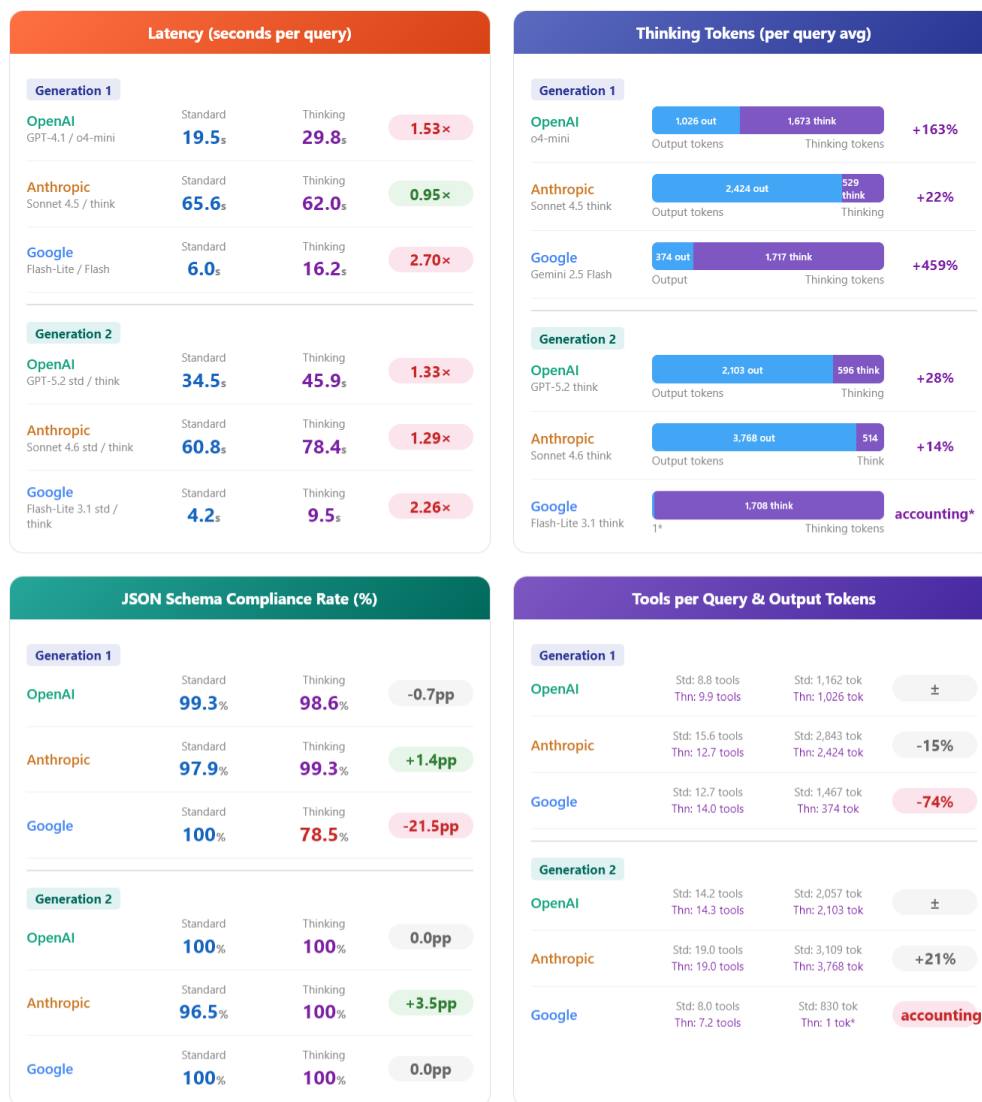 Latency (seconds per query)
Generation 1
OpenAI
GPT-4.1 / o4-mini
Standard
19.5s
Thinking
29.8s
1.53×
Anthropic
Sonnet 4.5 / think
Standard
65.6s
Thinking
62.0s
0.95×
Google
Flash-Lite / Flash
Standard
6.0s
Thinking
16.2s
2.70×
Generation 2
OpenAI
GPT-5.2 std / think
Standard
34.5s
Thinking
45.9s
1.33×
Anthropic
Sonnet 4.6 std / think
Standard
60.8s
Thinking
78.4s
1.29×
Google
Flash-Lite 3.1 std /
think
Standard
4.2s
Thinking
9.5s
2.26×
Thinking Tokens (per query avg)
Generation 1
OpenAI
o4-mini
1,026 out
1,673 think
Output tokens
Thinking tokens
+163%
Anthropic
Sonnet 4.5 think
2,424 out
529
think
Output tokens
Thinking
+22%
Google
Gemini 2.5 Flash
374 out
1,717 think
Output
Thinking tokens
+459%
Generation 2
OpenAI
GPT-5.2 think
2,103 out
596 think
Output tokens
Thinking
+28%
Anthropic
Sonnet 4.6 think
3,768 out
514
Output tokens
Think
+14%
Google
Flash-Lite 3.1 think
1,708 think
1*
Thinking tokens
accounting*
JSON Schema Compliance Rate (%)
Generation 1
OpenAI
Standard
99.3%
Thinking
98.6%
-0.7pp
Anthropic
Standard
97.9%
Thinking
99.3%
+1.4pp
Google
Standard
100%
Thinking
78.5%
-21.5pp
Generation 2
OpenAI
Standard
100%
Thinking
100%
0.0pp
Anthropic
Standard
96.5%
Thinking
100%
+3.5pp
Google
Standard
100%
Thinking
100%
0.0pp
Tools per Query & Output Tokens
Generation 1
OpenAI
Std: 8.8 tools
Thn: 9.9 tools
Std: 1,162 tok
Thn: 1,026 tok
±
Anthropic
Std: 15.6 tools
Thn: 12.7 tools
Std: 2,843 tok
Thn: 2,424 tok
-15%
Google
Std: 12.7 tools
Thn: 14.0 tools
Std: 1,467 tok
Thn: 374 tok
-74%
Generation 2
OpenAI
Std: 14.2 tools
Thn: 14.3 tools
Std: 2,057 tok
Thn: 2,103 tok
±
Anthropic
Std: 19.0 tools
Thn: 19.0 tools
Std: 3,109 tok
Thn: 3,768 tok
+21%
Google
Std: 8.0 tools
Thn: 7.2 tools
Std: 830 tok
Thn: 1 tok*
accounting